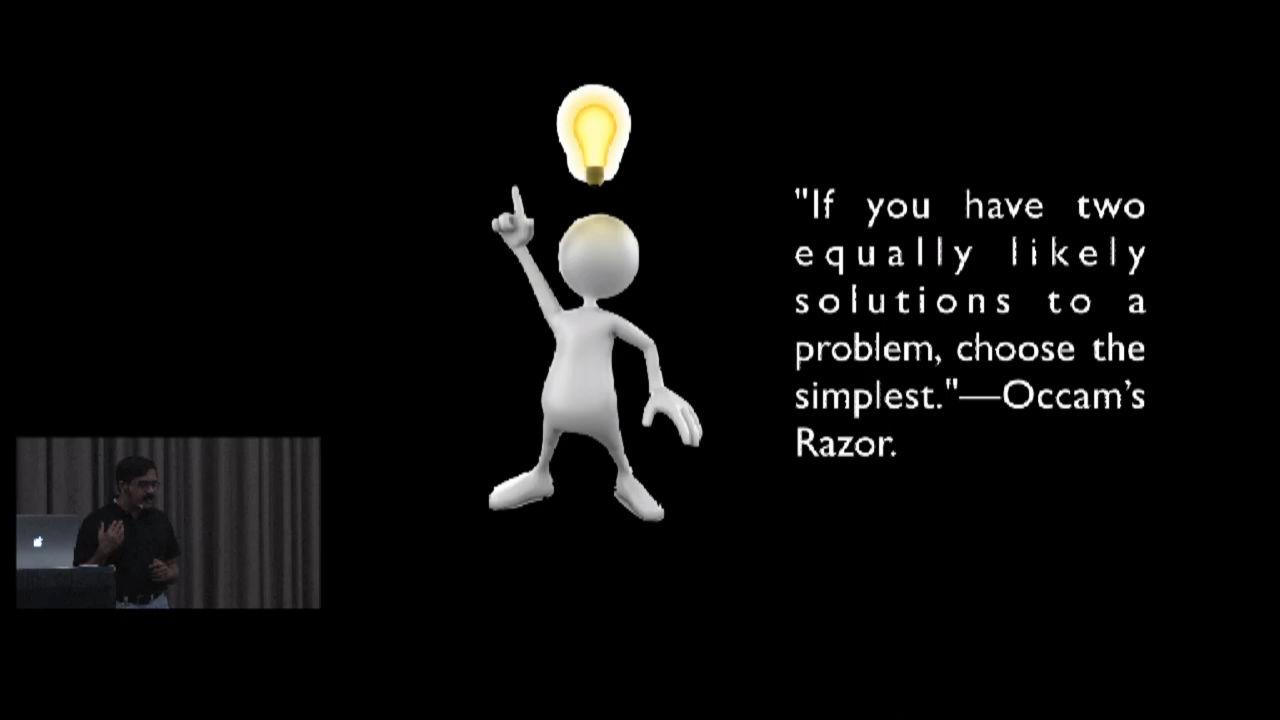 "If you have two
equally likely
solutions to a
problem, choose the
simplest."—Occam's
Razor.